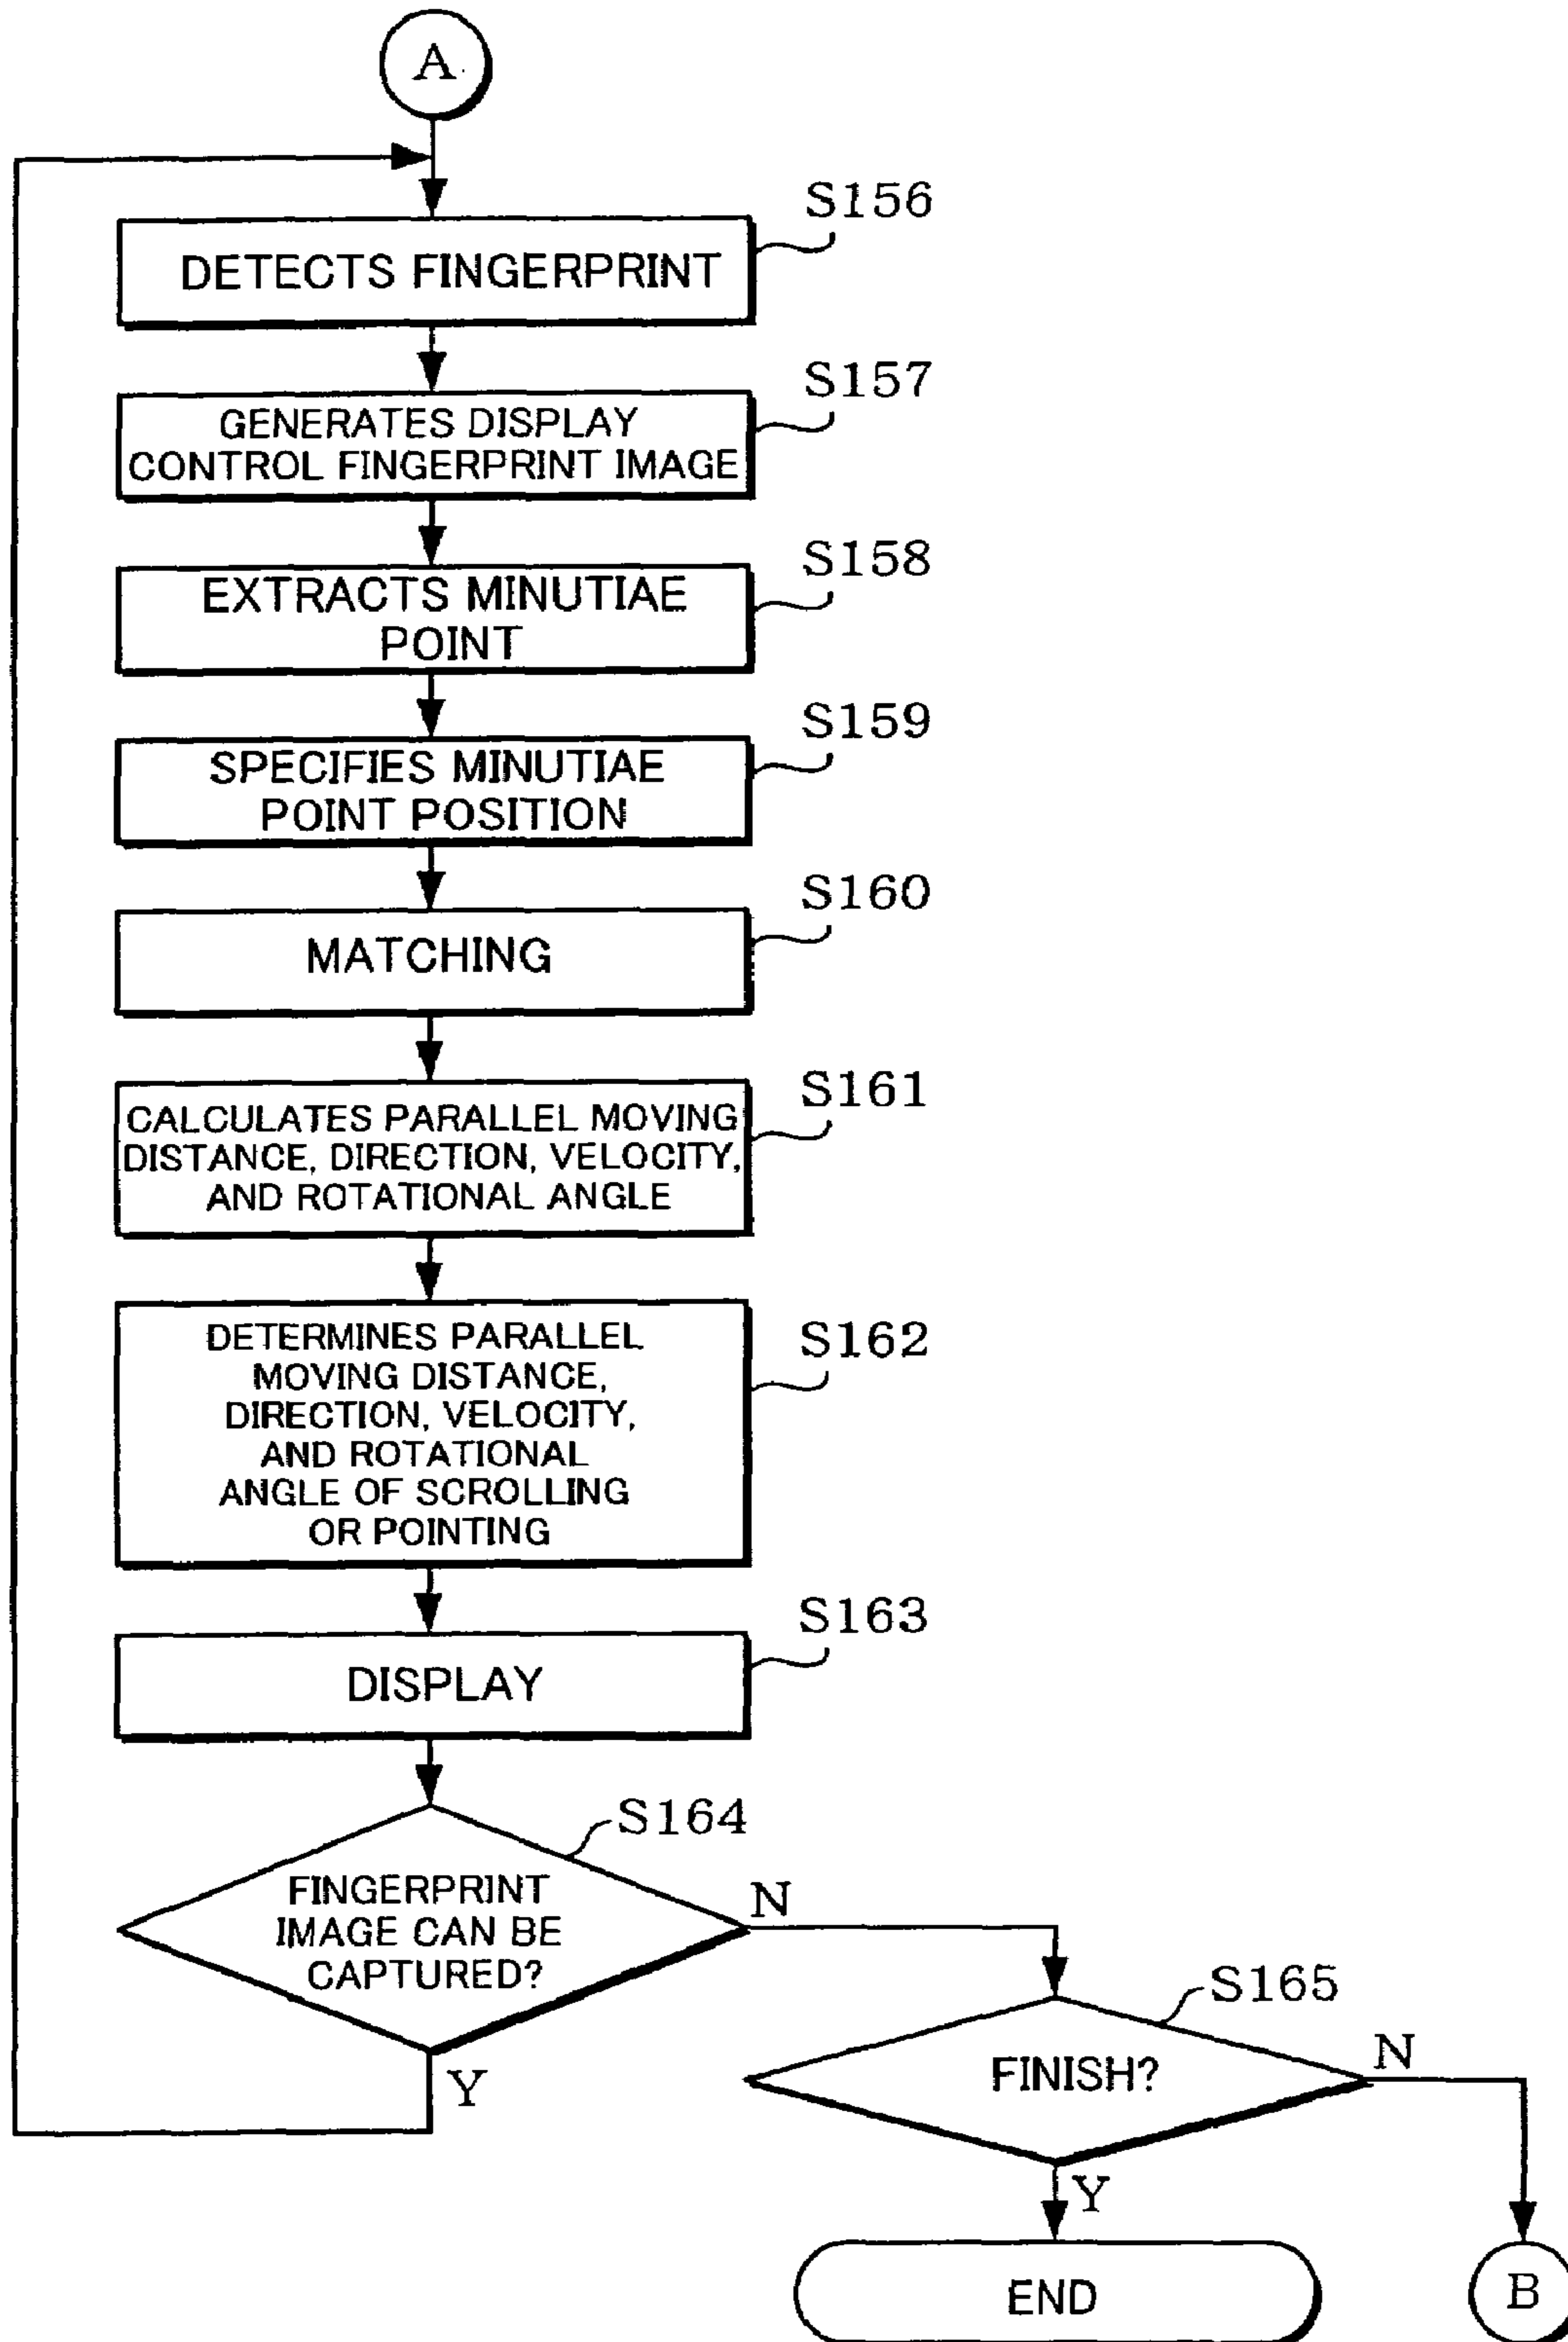 A
S156
DETECTS FINGERPRINT
S157
GENERATES DISPLAY
CONTROL FINGERPRINT IMAGE
S158
EXTRACTS MINUTIAE
POINT
S159
SPECIFIES MINUTIAE
POINT POSITION
S160
MATCHING
S161
CALCULATES PARALLEL MOVING
DISTANCE, DIRECTION, VELOCITY,
AND ROTATIONAL ANGLE
S162
DETERMINES PARALLEL
MOVING DISTANCE,
DIRECTION, VELOCITY,
AND ROTATIONAL
ANGLE OF SCROLLING
OR POINTING
S163
DISPLAY
S164
FINGERPRINT
IMAGE CAN BE
CAPTURED?
N
Y
S165
FINISH?
N
Y
END
B